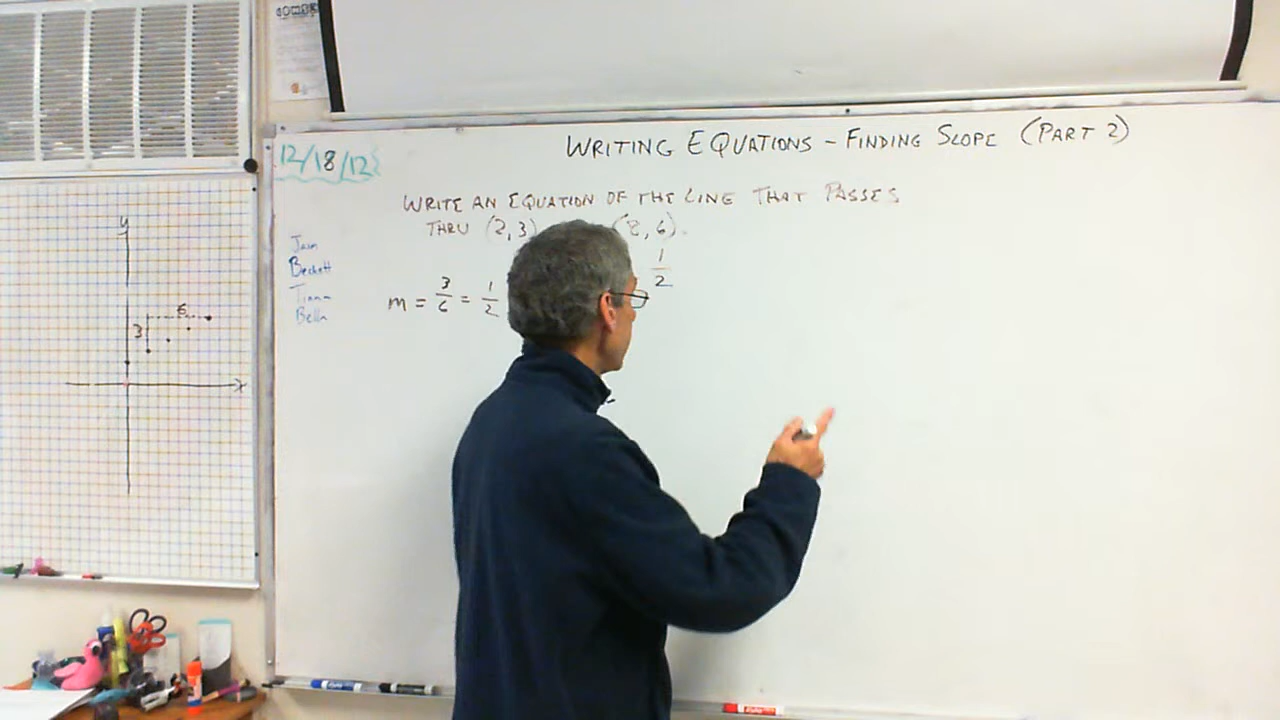 WRITING EQUATIONS - FINDING SLOPE (PART 2)
12/18/12
WRITE AN EQUATION OF THE LINE THAT PASSES
THRU (2,3) (8,6).
Jason
Beckett
Tiana
Bella
m = 3/6 = 1/2
1/2
y
6
3
x